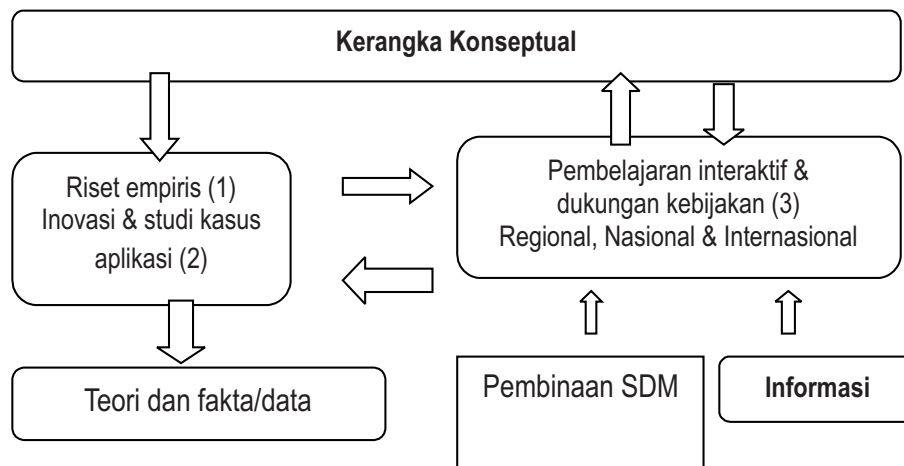 Kerangka Konseptual
Riset empiris (1)
Inovasi & studi kasus
aplikasi (2)
Pembelajaran interaktif &
dukungan kebijakan (3)
Regional, Nasional & Internasional
Teori dan fakta/data
Pembinaan SDM
Informasi